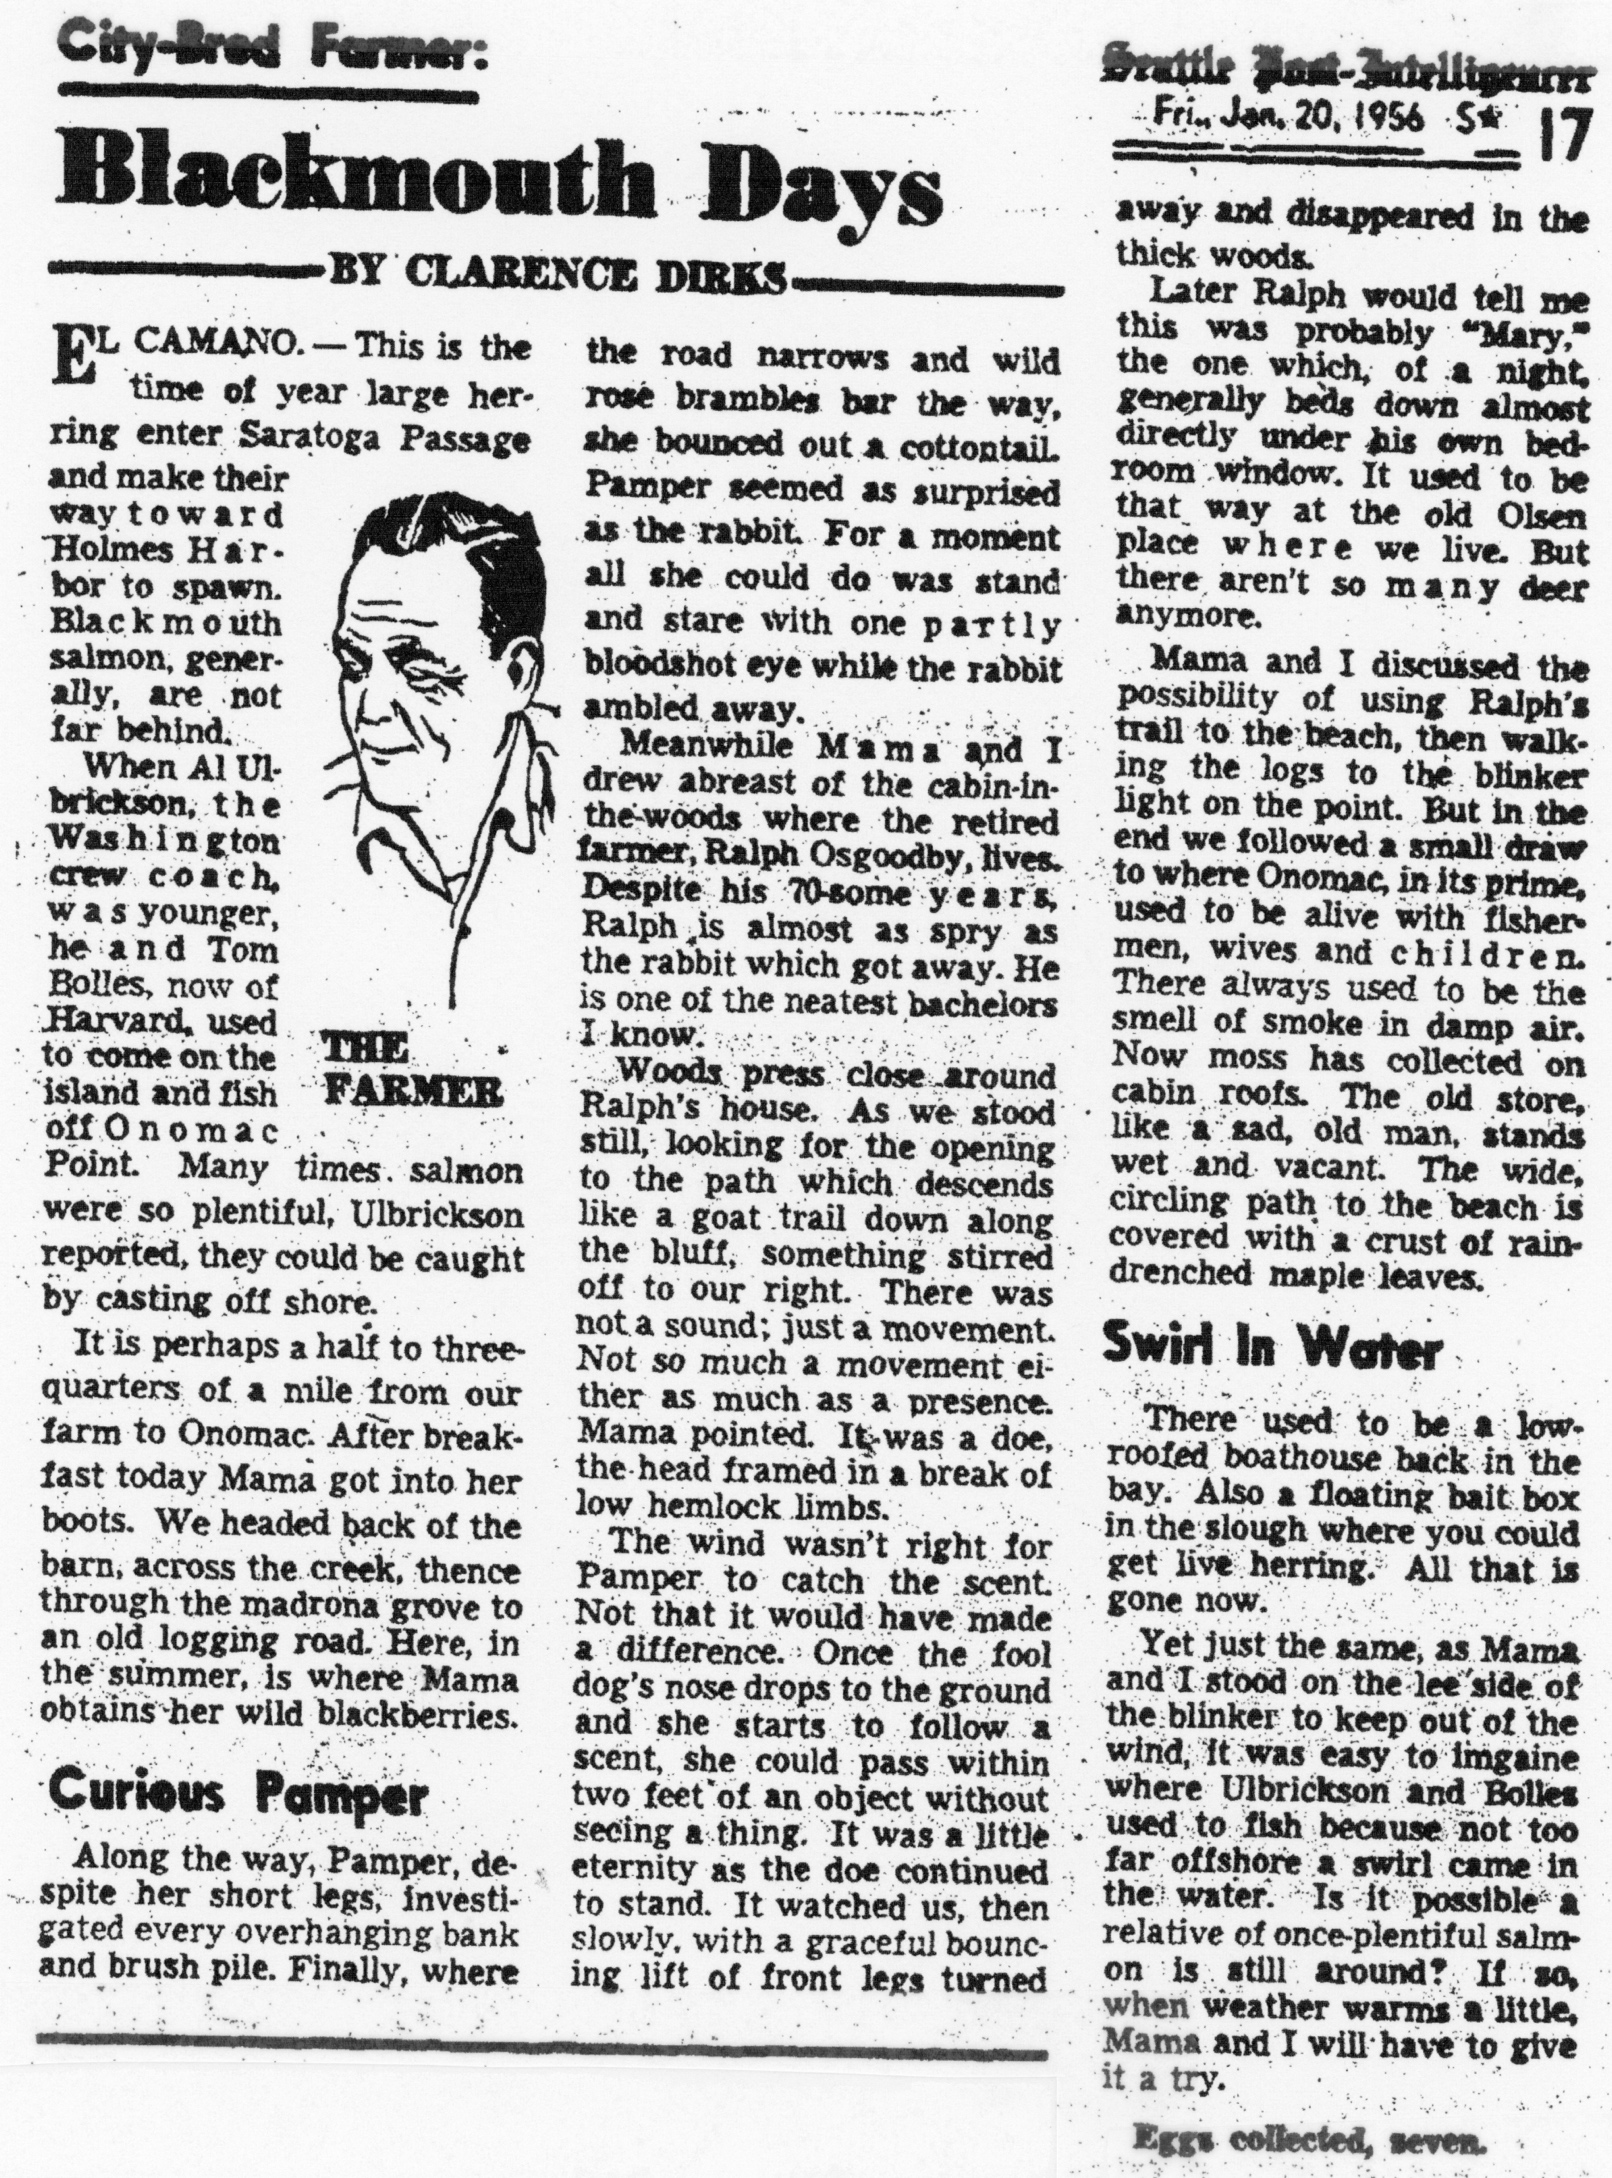 City-Bred Farmer:
Blackmouth Days
BY CLARENCE DIRKS
EL CAMANO. — This is the
time of year large her-
ring enter Saratoga Passage
and make their
way toward
Holmes Har-
bor to spawn.
Blackmouth
salmon, gener-
ally, are not
far behind.
When Al Ul-
brickson, the
Washington
crew coach,
was younger,
he and Tom
Bolles, now of
Harvard, used
to come on the
island and fish
off Onomac
Point. Many times salmon
were so plentiful, Ulbrickson
reported, they could be caught
by casting off shore.
It is perhaps a half to three-
quarters of a mile from our
farm to Onomac. After break-
fast today Mama got into her
boots. We headed back of the
barn, across the creek, thence
through the madrona grove to
an old logging road. Here, in
the summer, is where Mama
obtains her wild blackberries.
Curious Pamper
Along the way, Pamper, de-
spite her short legs, investi-
gated every overhanging bank
and brush pile. Finally, where
THE
FARMER
the road narrows and wild
rose brambles bar the way,
she bounced out a cottontail.
Pamper seemed as surprised
as the rabbit. For a moment
all she could do was stand
and stare with one partly
bloodshot eye while the rabbit
ambled away.
Meanwhile Mama and I
drew abreast of the cabin-in-
the-woods where the retired
farmer, Ralph Osgoodby, lives.
Despite his 70-some years,
Ralph is almost as spry as
the rabbit which got away. He
is one of the neatest bachelors
I know.
Woods press close around
Ralph's house. As we stood
still, looking for the opening
to the path which descends
like a goat trail down along
the bluff, something stirred
off to our right. There was
not a sound; just a movement.
Not so much a movement ei-
ther as much as a presence.
Mama pointed. It was a doe,
the head framed in a break of
low hemlock limbs.
The wind wasn't right for
Pamper to catch the scent.
Not that it would have made
a difference. Once the fool
dog's nose drops to the ground
and she starts to follow a
scent, she could pass within
two feet of an object without
seeing a thing. It was a little
eternity as the doe continued
to stand. It watched us, then
slowly, with a graceful bounc-
ing lift of front legs turned
Seattle Post-Intelligencer
Fri., Jan. 20, 1956 S★ 17
away and disappeared in the
thick woods.
Later Ralph would tell me
this was probably "Mary,"
the one which, of a night,
generally beds down almost
directly under his own bed-
room window. It used to be
that way at the old Olsen
place where we live. But
there aren't so many deer
anymore.
Mama and I discussed the
possibility of using Ralph's
trail to the beach, then walk-
ing the logs to the blinker
light on the point. But in the
end we followed a small draw
to where Onomac, in its prime,
used to be alive with fisher-
men, wives and children.
There always used to be the
smell of smoke in damp air.
Now moss has collected on
cabin roofs. The old store,
like a sad, old man, stands
wet and vacant. The wide,
circling path to the beach is
covered with a crust of rain-
drenched maple leaves.
Swirl In Water
There used to be a low-
roofed boathouse back in the
bay. Also a floating bait box
in the slough where you could
get live herring. All that is
gone now.
Yet just the same, as Mama
and I stood on the lee side of
the blinker to keep out of the
wind, it was easy to imgaine
where Ulbrickson and Bolles
used to fish because not too
far offshore a swirl came in
the water. Is it possible a
relative of once-plentiful salm-
on is still around? If so,
when weather warms a little,
Mama and I will have to give
it a try.
Eggs collected, seven.